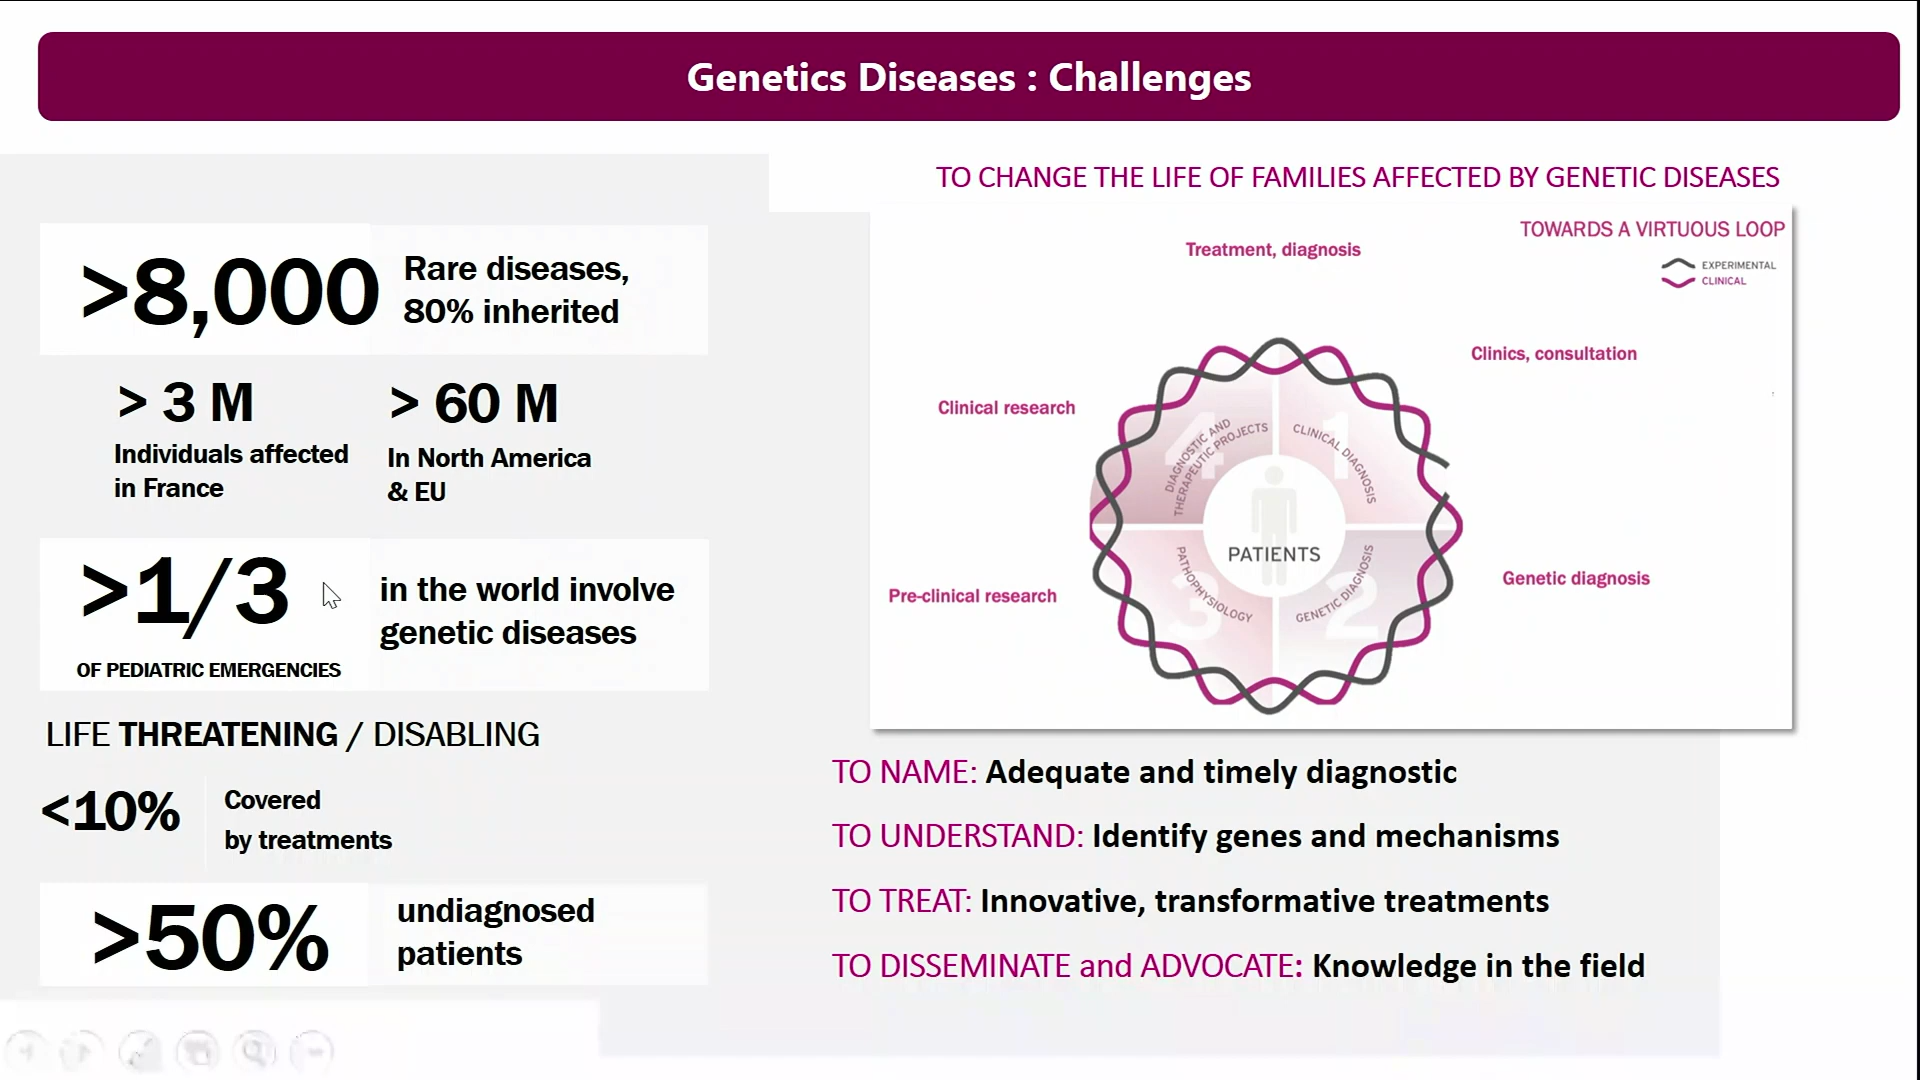 Genetics Diseases : Challenges
>8,000
Rare diseases,
80% inherited
> 3 M
Individuals affected
in France
> 60 M
In North America
& EU
>1/3
OF PEDIATRIC EMERGENCIES
in the world involve
genetic diseases
LIFE THREATENING / DISABLING
<10%
Covered
by treatments
>50%
undiagnosed
patients
TO CHANGE THE LIFE OF FAMILIES AFFECTED BY GENETIC DISEASES
TOWARDS A VIRTUOUS LOOP
EXPERIMENTAL
CLINICAL
Treatment, diagnosis
Clinics, consultation
Clinical research
Genetic diagnosis
Pre-clinical research
4
DIAGNOSTIC AND
THERAPEUTIC PROJECTS
1
CLINICAL DIAGNOSIS
PATIENTS
3
PATHOPHYSIOLOGY
2
GENETIC DIAGNOSIS
TO NAME: Adequate and timely diagnostic
TO UNDERSTAND: Identify genes and mechanisms
TO TREAT: Innovative, transformative treatments
TO DISSEMINATE and ADVOCATE: Knowledge in the field